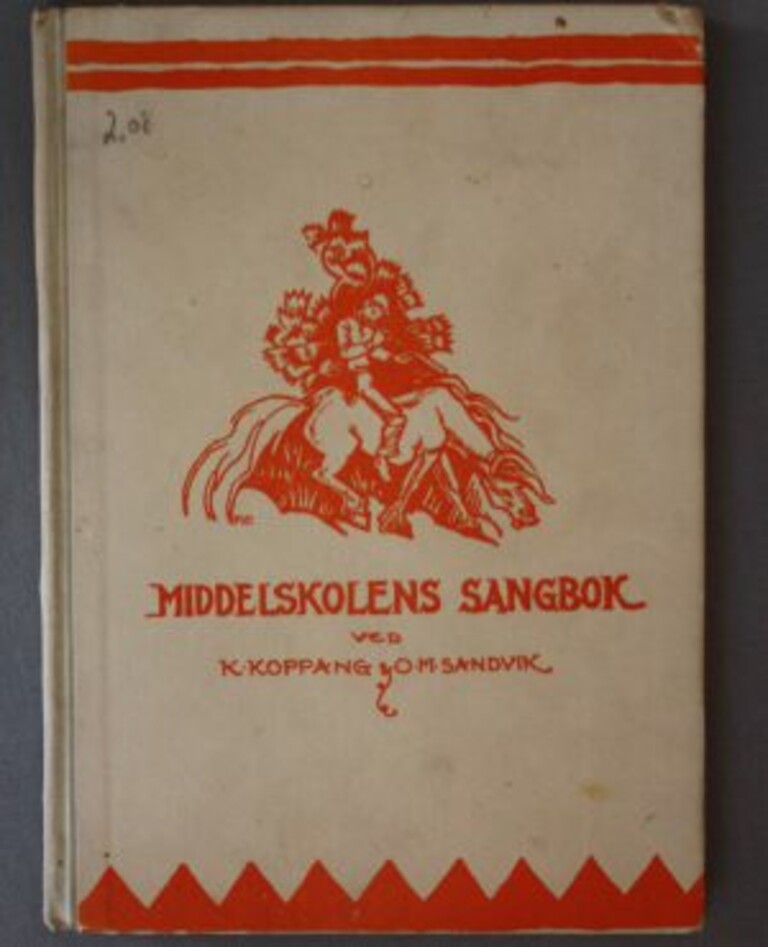 2,08
MIDDELSKOLENS SANGBOK
VED
K·KOPPANG & O·M·SANDVIK